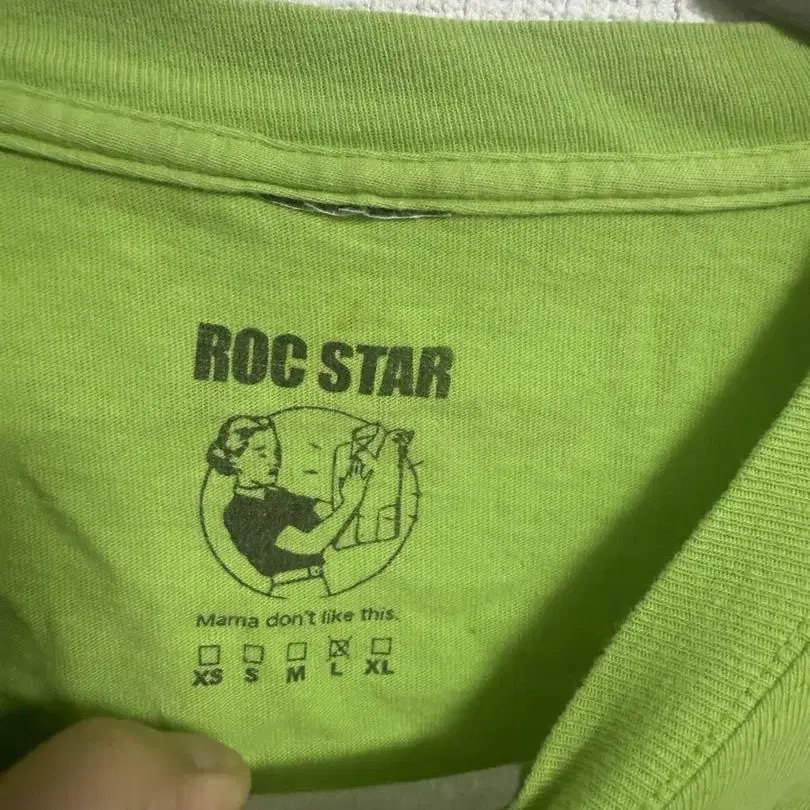 ROC STAR
Mama don't like this.
XS S M L XL